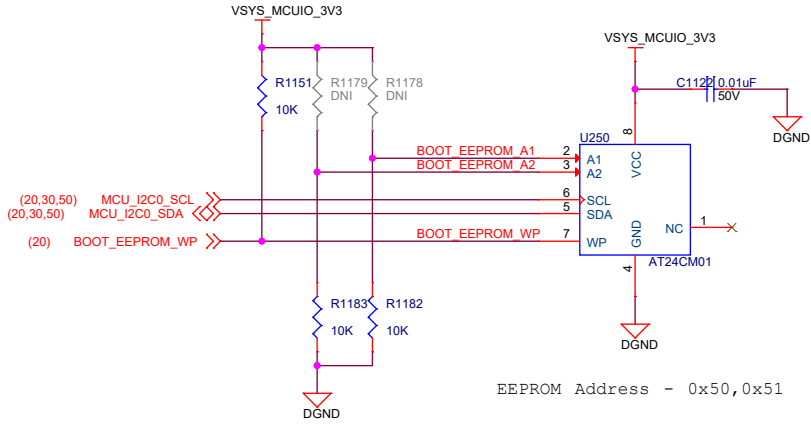 VSYS_MCUIO_3V3
VSYS_MCUIO_3V3
R1151
10K
R1179
DNI
R1178
DNI
C1122 0.01uF
50V
DGND
U250
8
BOOT_EEPROM_A1 2 A1
BOOT_EEPROM_A2 3 A2
VCC
(20,30,50) MCU_I2C0_SCL 6 SCL
(20,30,50) MCU_I2C0_SDA 5 SDA
NC 1
(20) BOOT_EEPROM_WP BOOT_EEPROM_WP 7 WP
GND
4
AT24CM01
R1183
10K
R1182
10K
DGND
DGND
EEPROM Address - 0x50,0x51